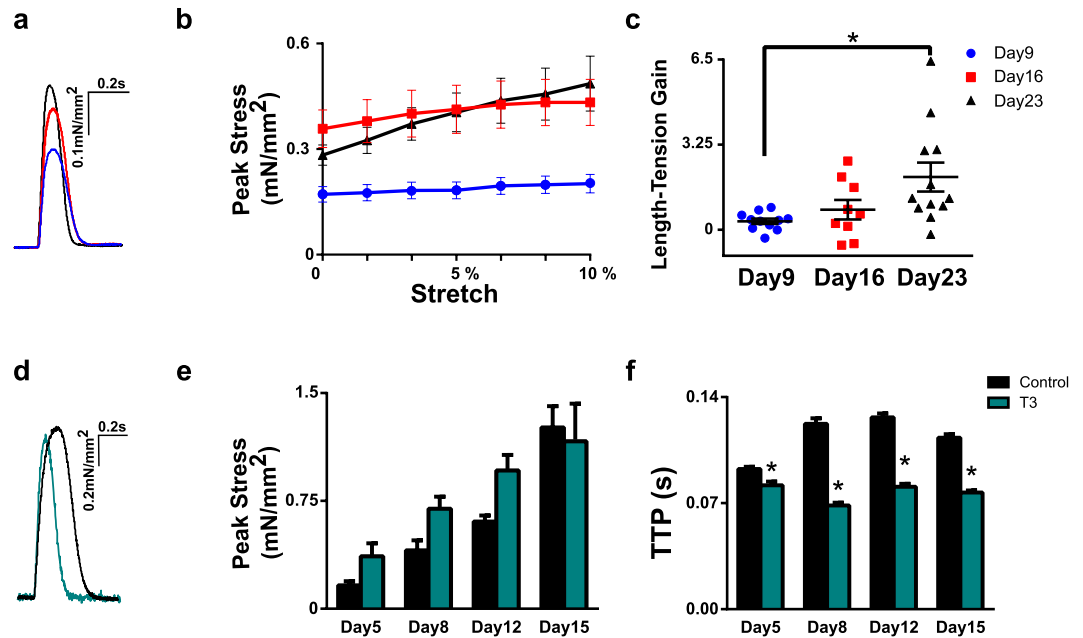 a
0.2s
0.1mN/mm2
b
0.6
0.3
0
Peak Stress
(mN/mm2)
0
5 %
10 %
Stretch
c
*
Day9
Day16
Day23
6.5
3.25
0
Length-Tension Gain
Day9
Day16
Day23
d
0.2s
0.2mN/mm2
e
1.5
0.75
0
Peak Stress
(mN/mm2)
Day5
Day8
Day12
Day15
f
Control
T3
0.14
0.07
0.00
TTP (s)
*
*
*
*
Day5
Day8
Day12
Day15